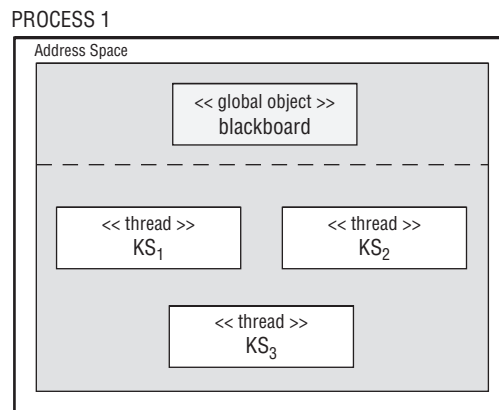 PROCESS 1
Address Space
<< global object >>
blackboard
<< thread >>
KS₁
<< thread >>
KS₂
<< thread >>
KS₃